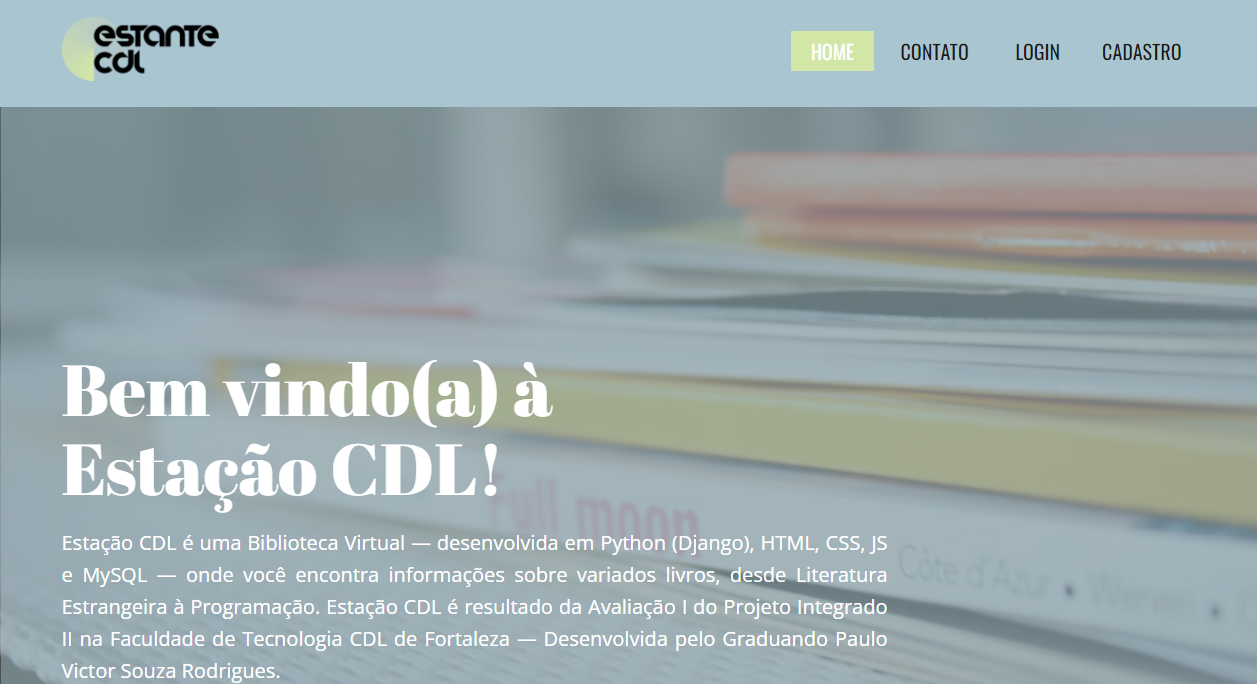 estante
cdl
HOME CONTATO LOGIN CADASTRO
Bem vindo(a) à
Estação CDL!
Full moon
Estação CDL é uma Biblioteca Virtual — desenvolvida em Python (Django), HTML, CSS, JS
e MySQL — onde você encontra informações sobre variados livros, desde Literatura
Estrangeira à Programação. Estação CDL é resultado da Avaliação I do Projeto Integrado
II na Faculdade de Tecnologia CDL de Fortaleza — Desenvolvida pelo Graduando Paulo
Victor Souza Rodrigues.
Côte d'Azur •